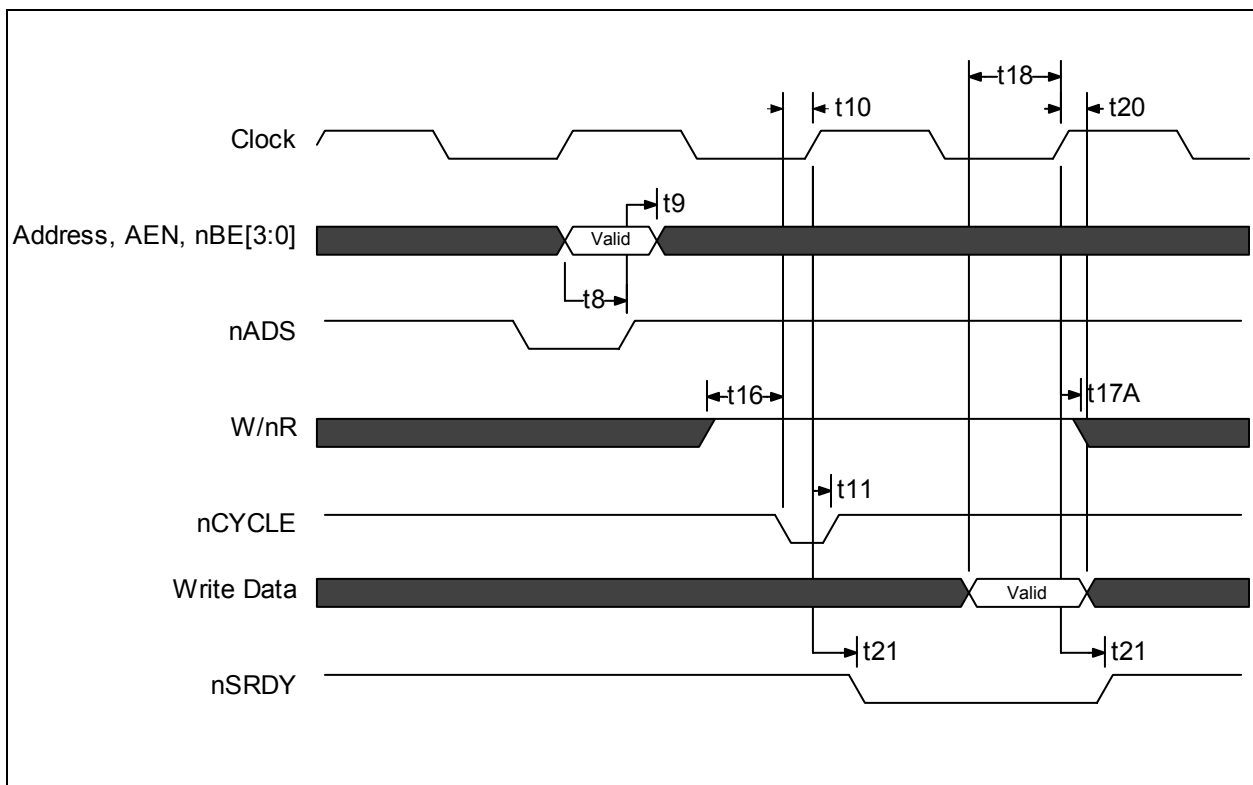 t18
t10
t20
Clock
t9
Address, AEN, nBE[3:0]
Valid
t8
nADS
t16
t17A
W/nR
t11
nCYCLE
Write Data
Valid
t21
t21
nSRDY